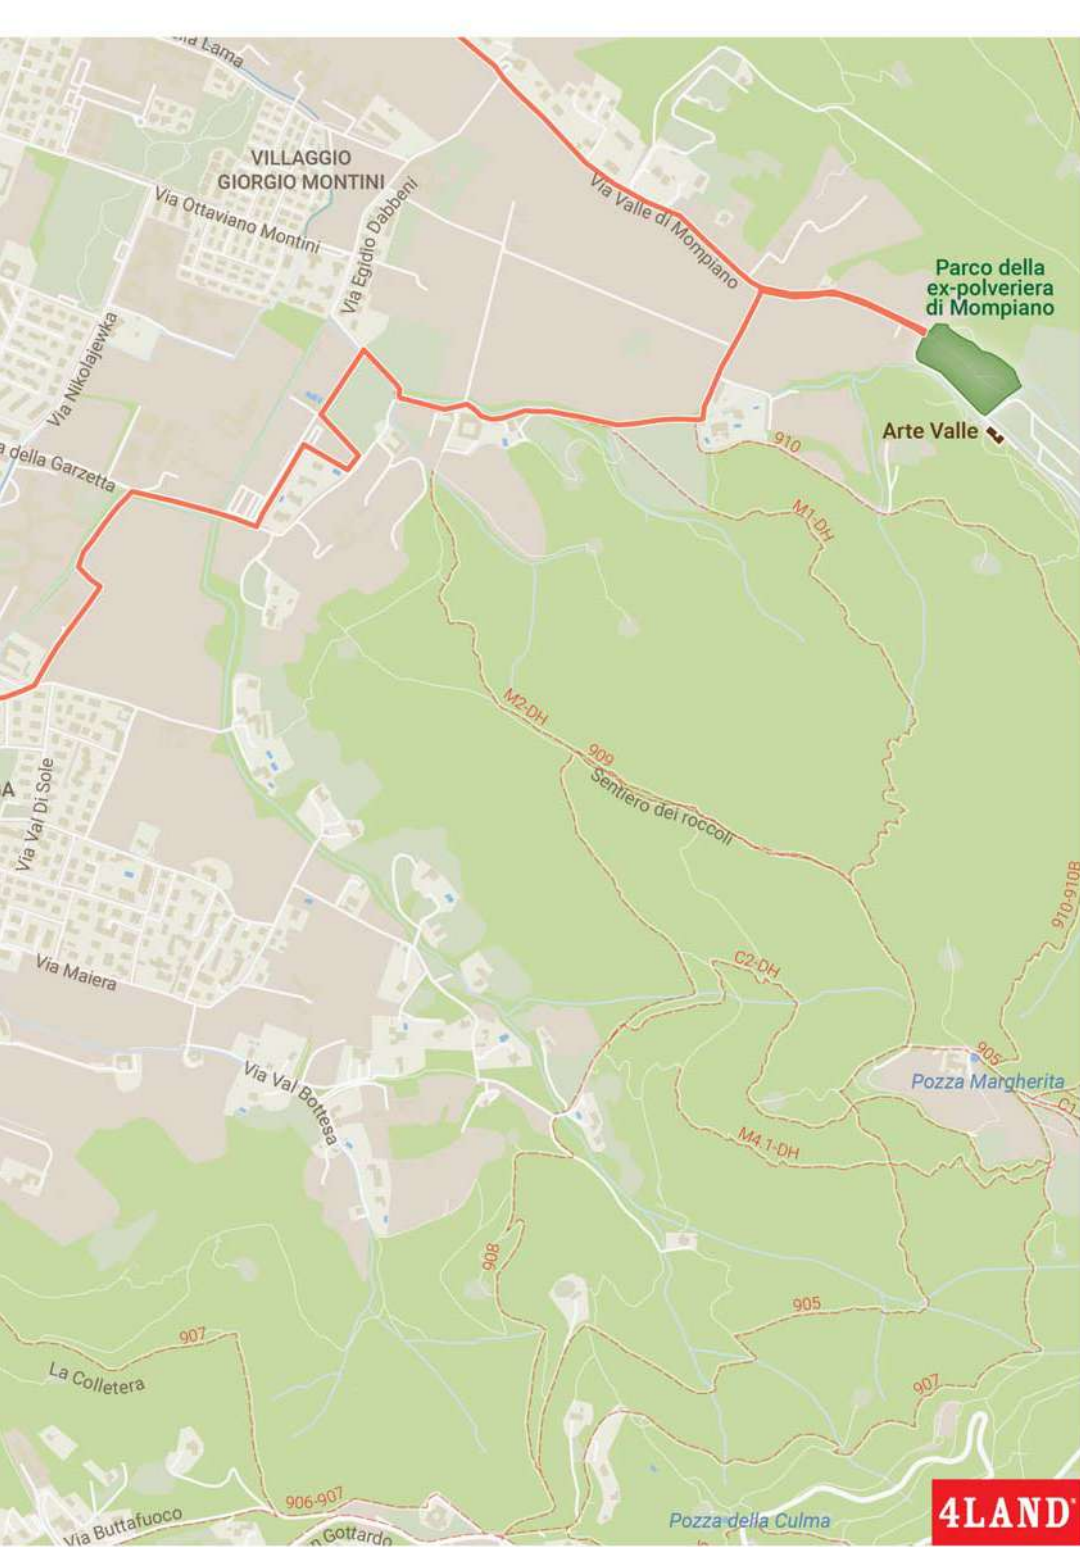 Lama
VILLAGGIO
GIORGIO MONTINI
Via Ottaviano Montini
Via Egidio Dabbeni
Via Valle di Mompiano
Parco della
ex-polveriera
di Mompiano
Via Nikolajewka
della Garzetta
Arte Valle
910
M1-DH
M2-DH
909
Sentiero dei roccoli
Via Val Di Sole
910-910B
C2-DH
Via Maiera
905
Pozza Margherita
Via Val Bottesa
C1-
M4.1-DH
908
905
907
La Colletera
907
906-907
Via Buttafuoco
Gottardo
Pozza della Culma
4LAND